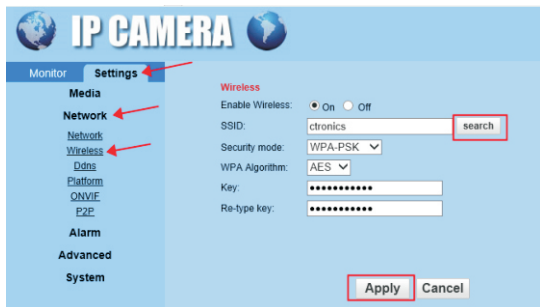 IP CAMERA
Monitor Settings
Media
Network
Network
Wireless
Ddns
Platform
ONVIF
P2P
Alarm
Advanced
System
Wireless
Enable Wireless: On Off
SSID: ctronics search
Security mode: WPA-PSK
WPA Algorithm: AES
Key: •••••••••••
Re-type key: •••••••••••
Apply Cancel